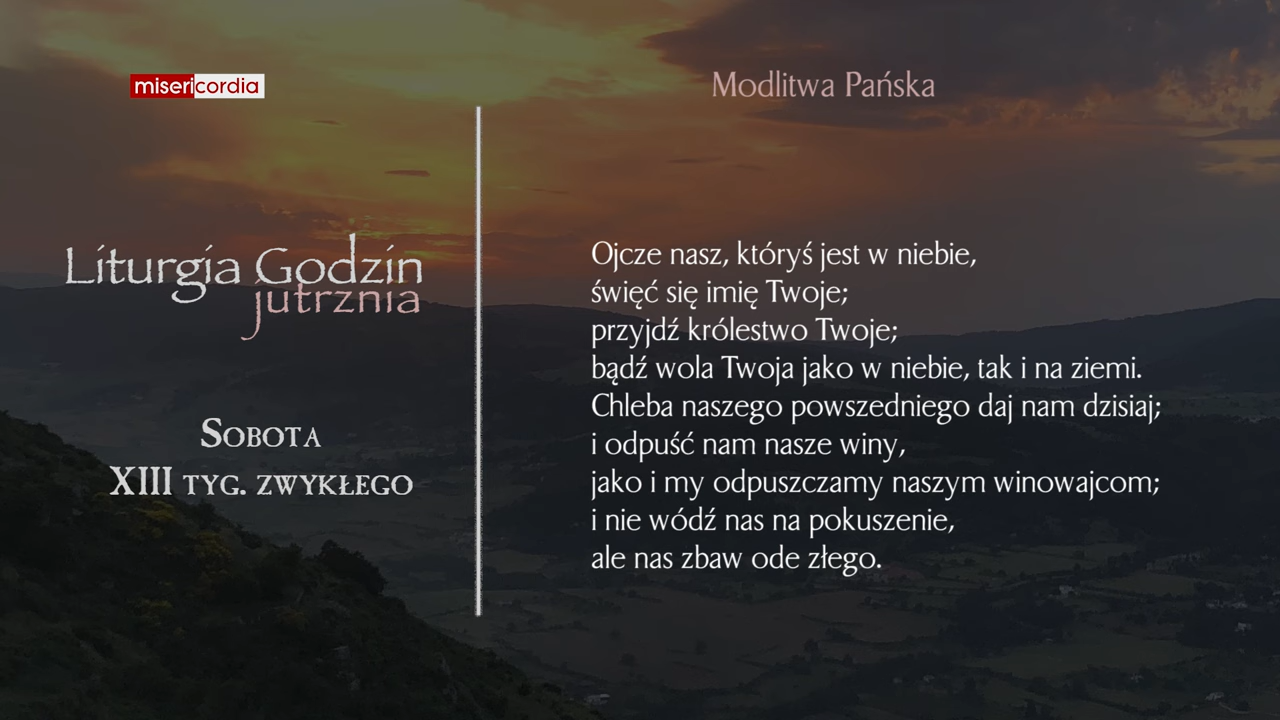 misericordia
Liturgia Godzin
jutrznia
Sobota
XIII tyg. zwykłego
Modlitwa Pańska
Ojcze nasz, któryś jest w niebie,
święć się imię Twoje;
przyjdź królestwo Twoje;
bądź wola Twoja jako w niebie, tak i na ziemi.
Chleba naszego powszedniego daj nam dzisiaj;
i odpuść nam nasze winy,
jako i my odpuszczamy naszym winowajcom;
i nie wódź nas na pokuszenie,
ale nas zbaw ode złego.